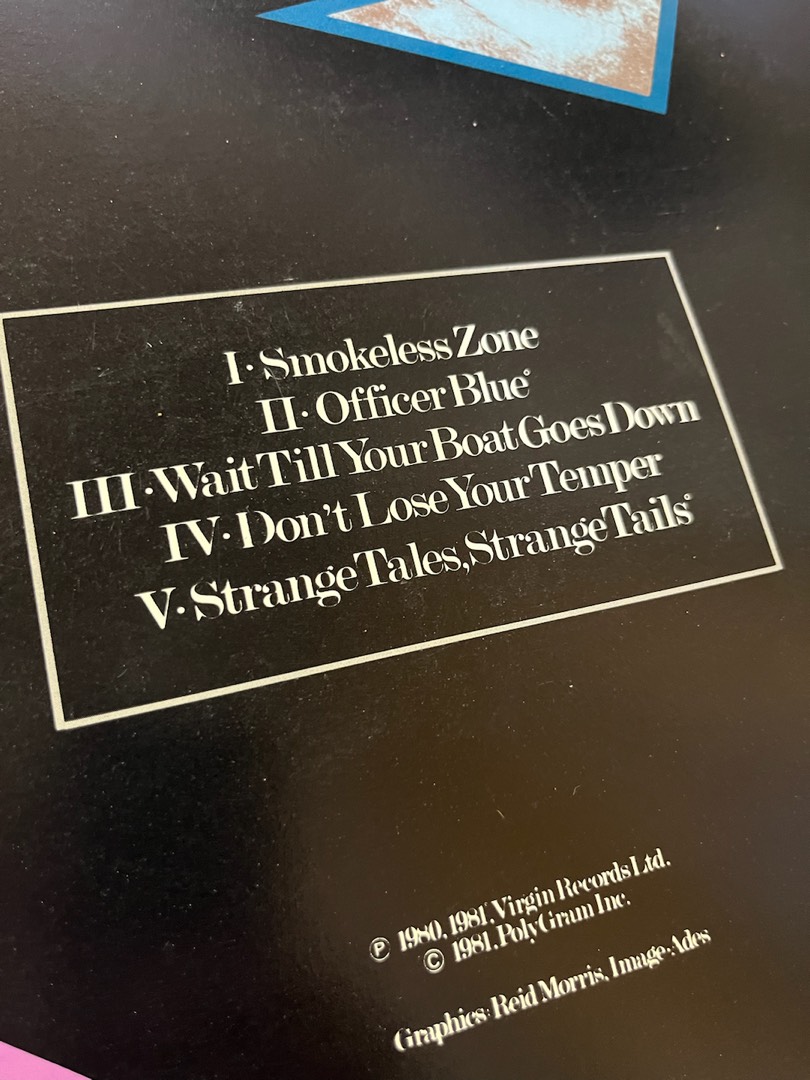 I · Smokeless Zone
II · Officer Blue°
III · Wait Till Your Boat Goes Down
IV · Don't Lose Your Temper
V · Strange Tales, Strange Tails°
℗ 1980, 1981, Virgin Records Ltd.
© 1981, PolyGram Inc.
Graphics: Reid Morris, Image·Ades